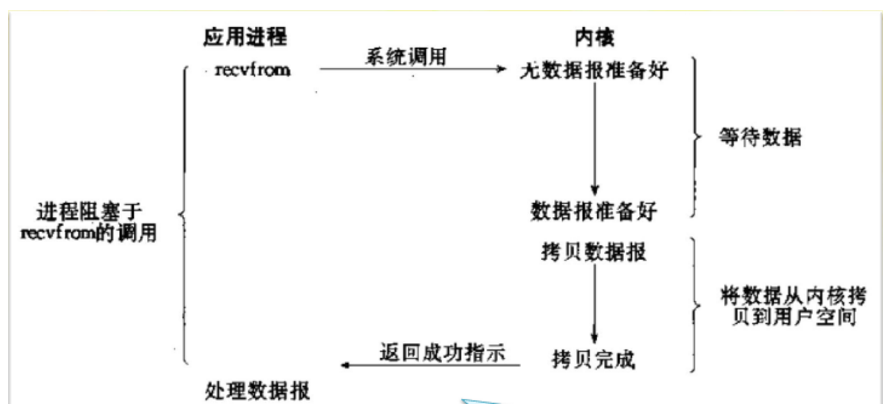 应用进程 内核
recvfrom 系统调用 无数据报准备好
等待数据
进程阻塞于
recvfrom的调用
数据报准备好
拷贝数据报
将数据从内核拷
贝到用户空间
返回成功指示 拷贝完成
处理数据报